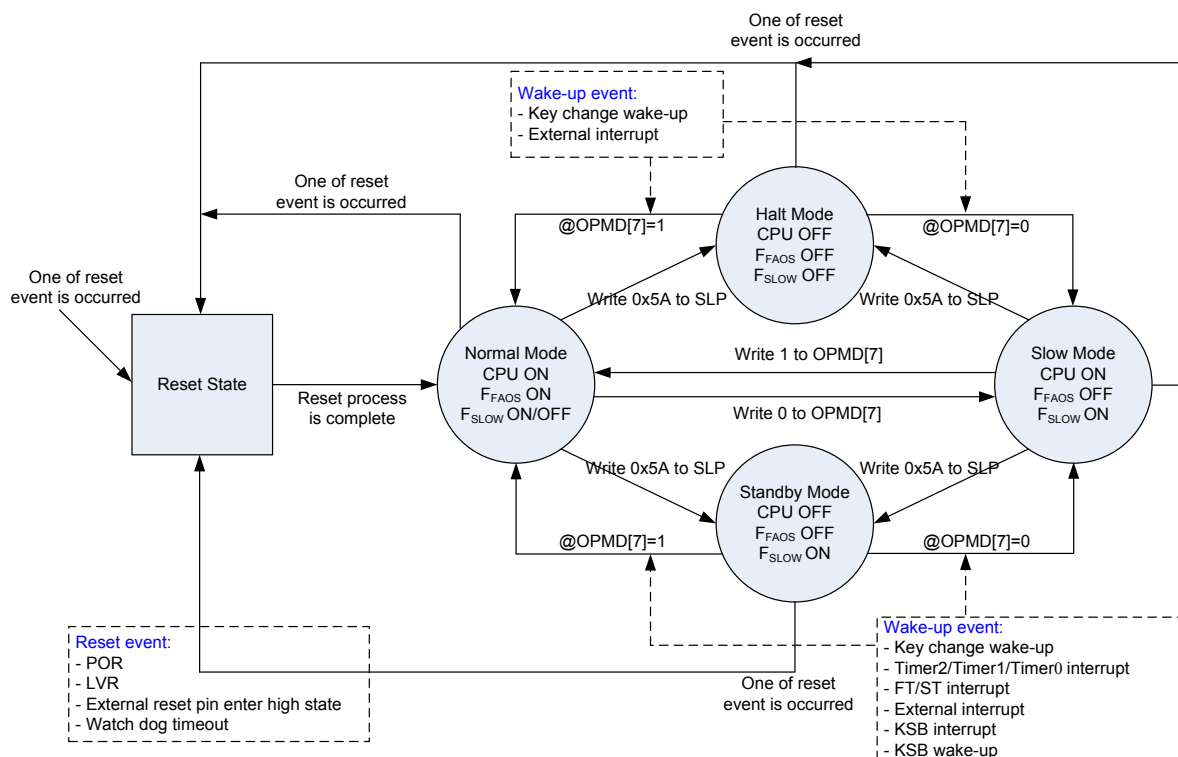 One of reset
event is occurred
Wake-up event:
- Key change wake-up
- External interrupt
One of reset
event is occurred
Halt Mode
CPU OFF
FFAOS OFF
FSLOW OFF
@OPMD[7]=1
@OPMD[7]=0
One of reset
event is occurred
Write 0x5A to SLP
Write 0x5A to SLP
Reset State
Reset process
is complete
Normal Mode
CPU ON
FFAOS ON
FSLOW ON/OFF
Write 1 to OPMD[7]
Write 0 to OPMD[7]
Slow Mode
CPU ON
FFAOS OFF
FSLOW ON
Write 0x5A to SLP
Write 0x5A to SLP
Standby Mode
CPU OFF
FFAOS OFF
FSLOW ON
@OPMD[7]=1
@OPMD[7]=0
Reset event:
- POR
- LVR
- External reset pin enter high state
- Watch dog timeout
One of reset
event is occurred
Wake-up event:
- Key change wake-up
- Timer2/Timer1/Timer0 interrupt
- FT/ST interrupt
- External interrupt
- KSB interrupt
- KSB wake-up